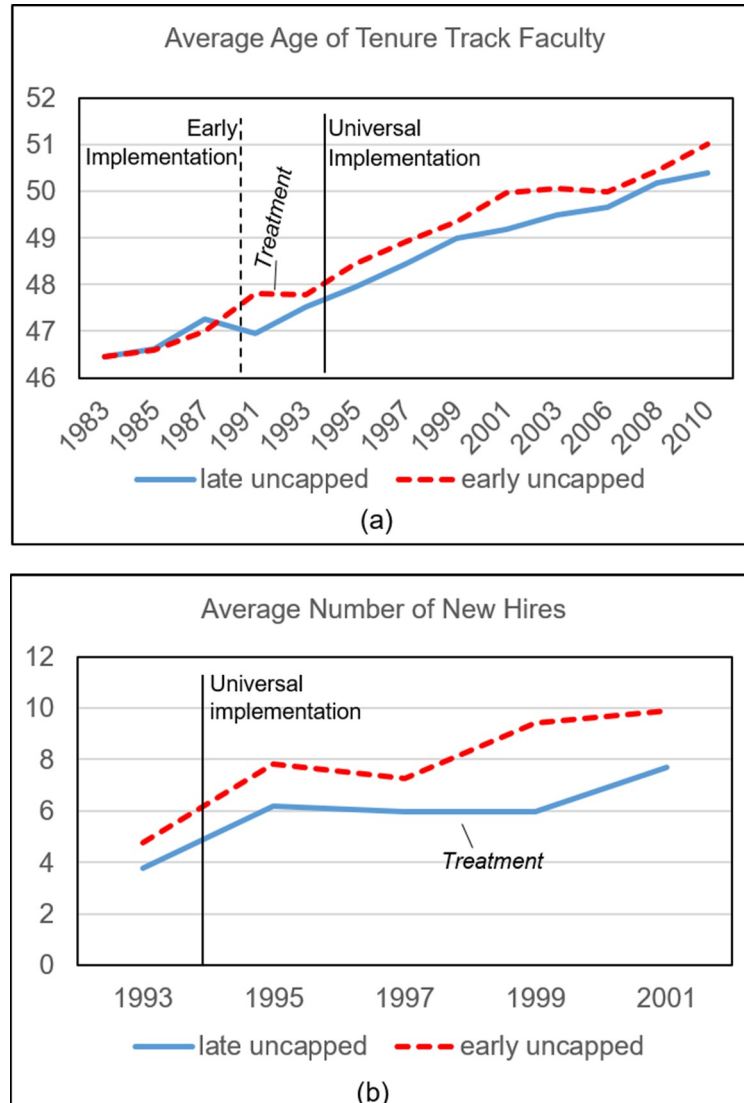 Average Age of Tenure Track Faculty
52
51
50
49
48
47
46
Early
Implementation
Treatment
Universal
Implementation
1983
1985
1987
1991
1993
1995
1997
1999
2001
2003
2006
2008
2010
late uncapped
early uncapped
(a)
Average Number of New Hires
12
10
8
6
4
2
0
Universal
implementation
Treatment
1993
1995
1997
1999
2001
late uncapped
early uncapped
(b)